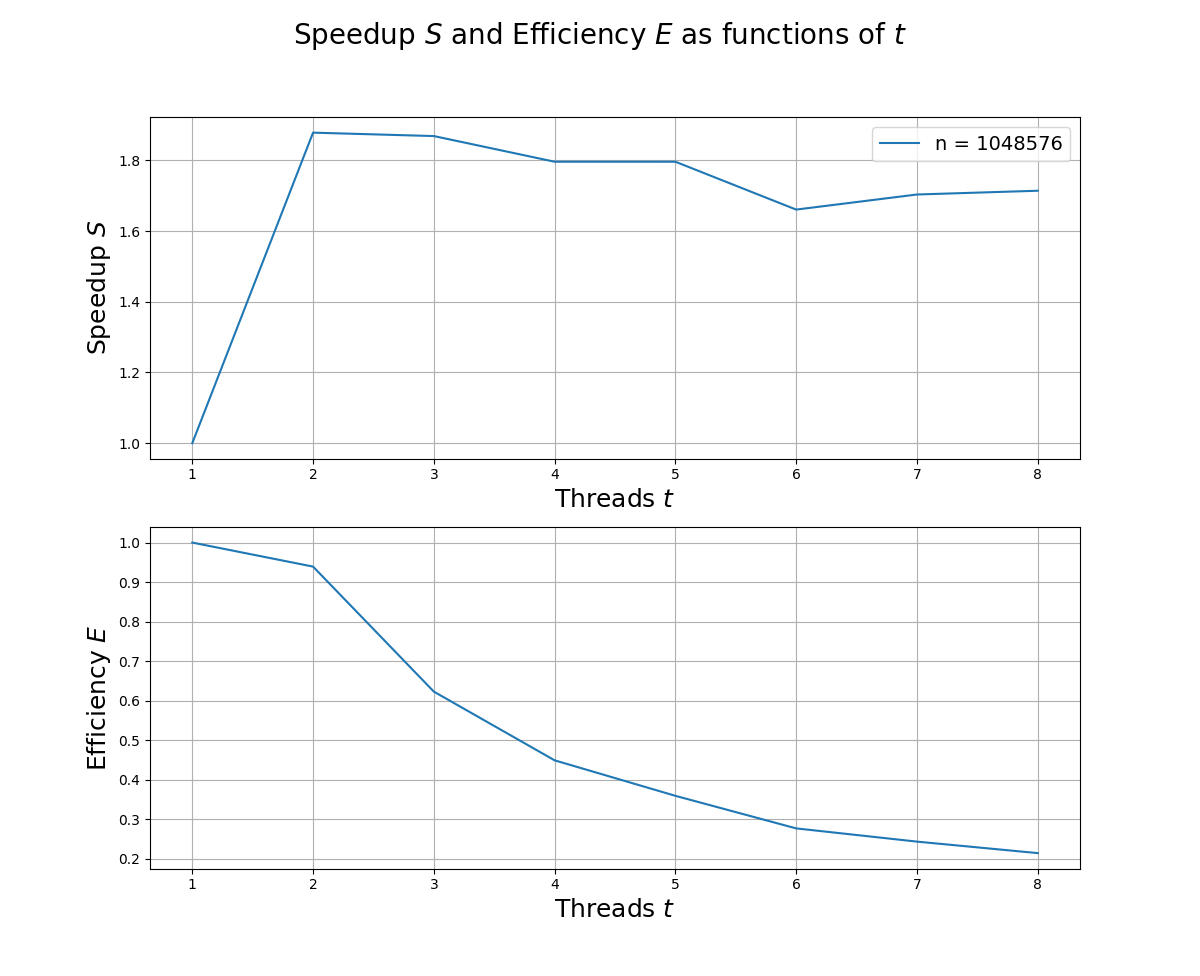 Speedup S and Efficiency E as functions of t
n = 1048576
1.8
1.6
1.4
1.2
1.0
Speedup S
1 2 3 4 5 6 7 8
Threads t
1.0
0.9
0.8
0.7
0.6
0.5
0.4
0.3
0.2
Efficiency E
1 2 3 4 5 6 7 8
Threads t